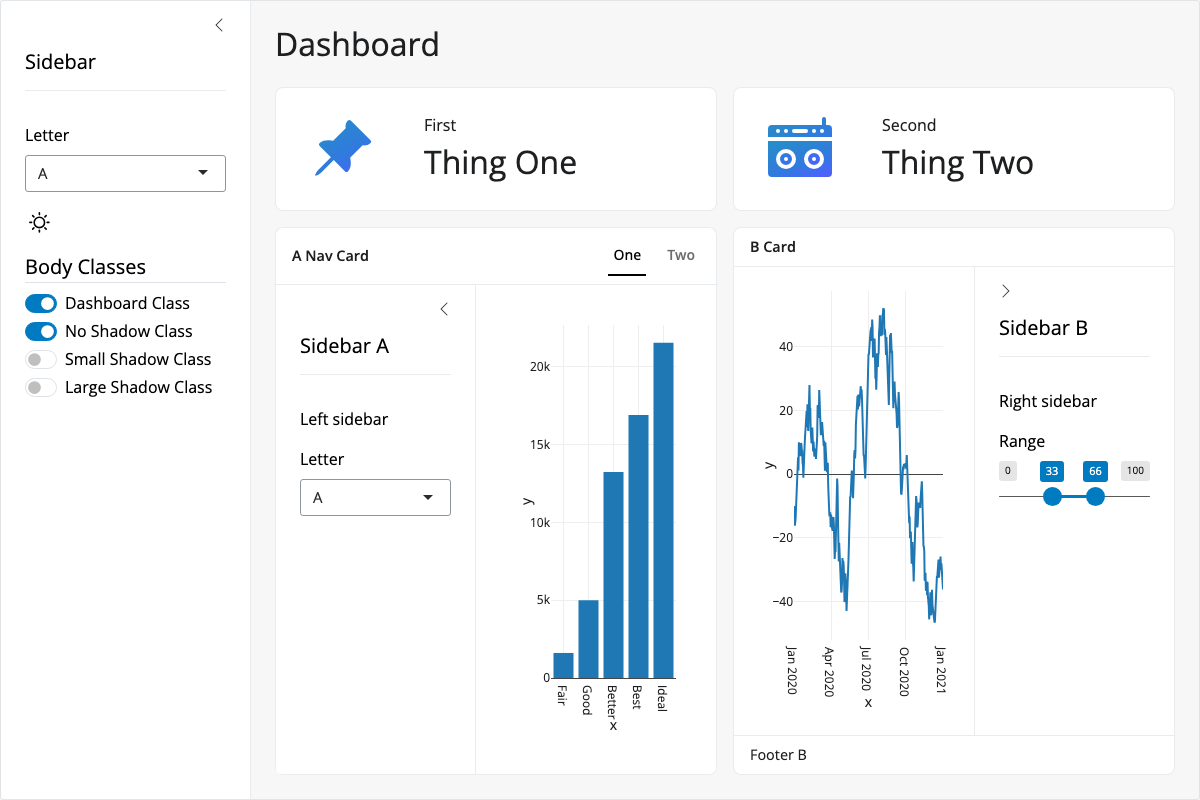 Sidebar
Letter
A
Body Classes
Dashboard Class
No Shadow Class
Small Shadow Class
Large Shadow Class
Dashboard
First
Thing One
Second
Thing Two
A Nav Card
One
Two
Sidebar A
Left sidebar
Letter
A
y
20k
15k
10k
5k
0
Fair
Good
Better
Best
Ideal
x
B Card
y
40
20
0
−20
−40
Jan 2020
Apr 2020
Jul 2020
Oct 2020
Jan 2021
x
Sidebar B
Right sidebar
Range
0
33
66
100
Footer B